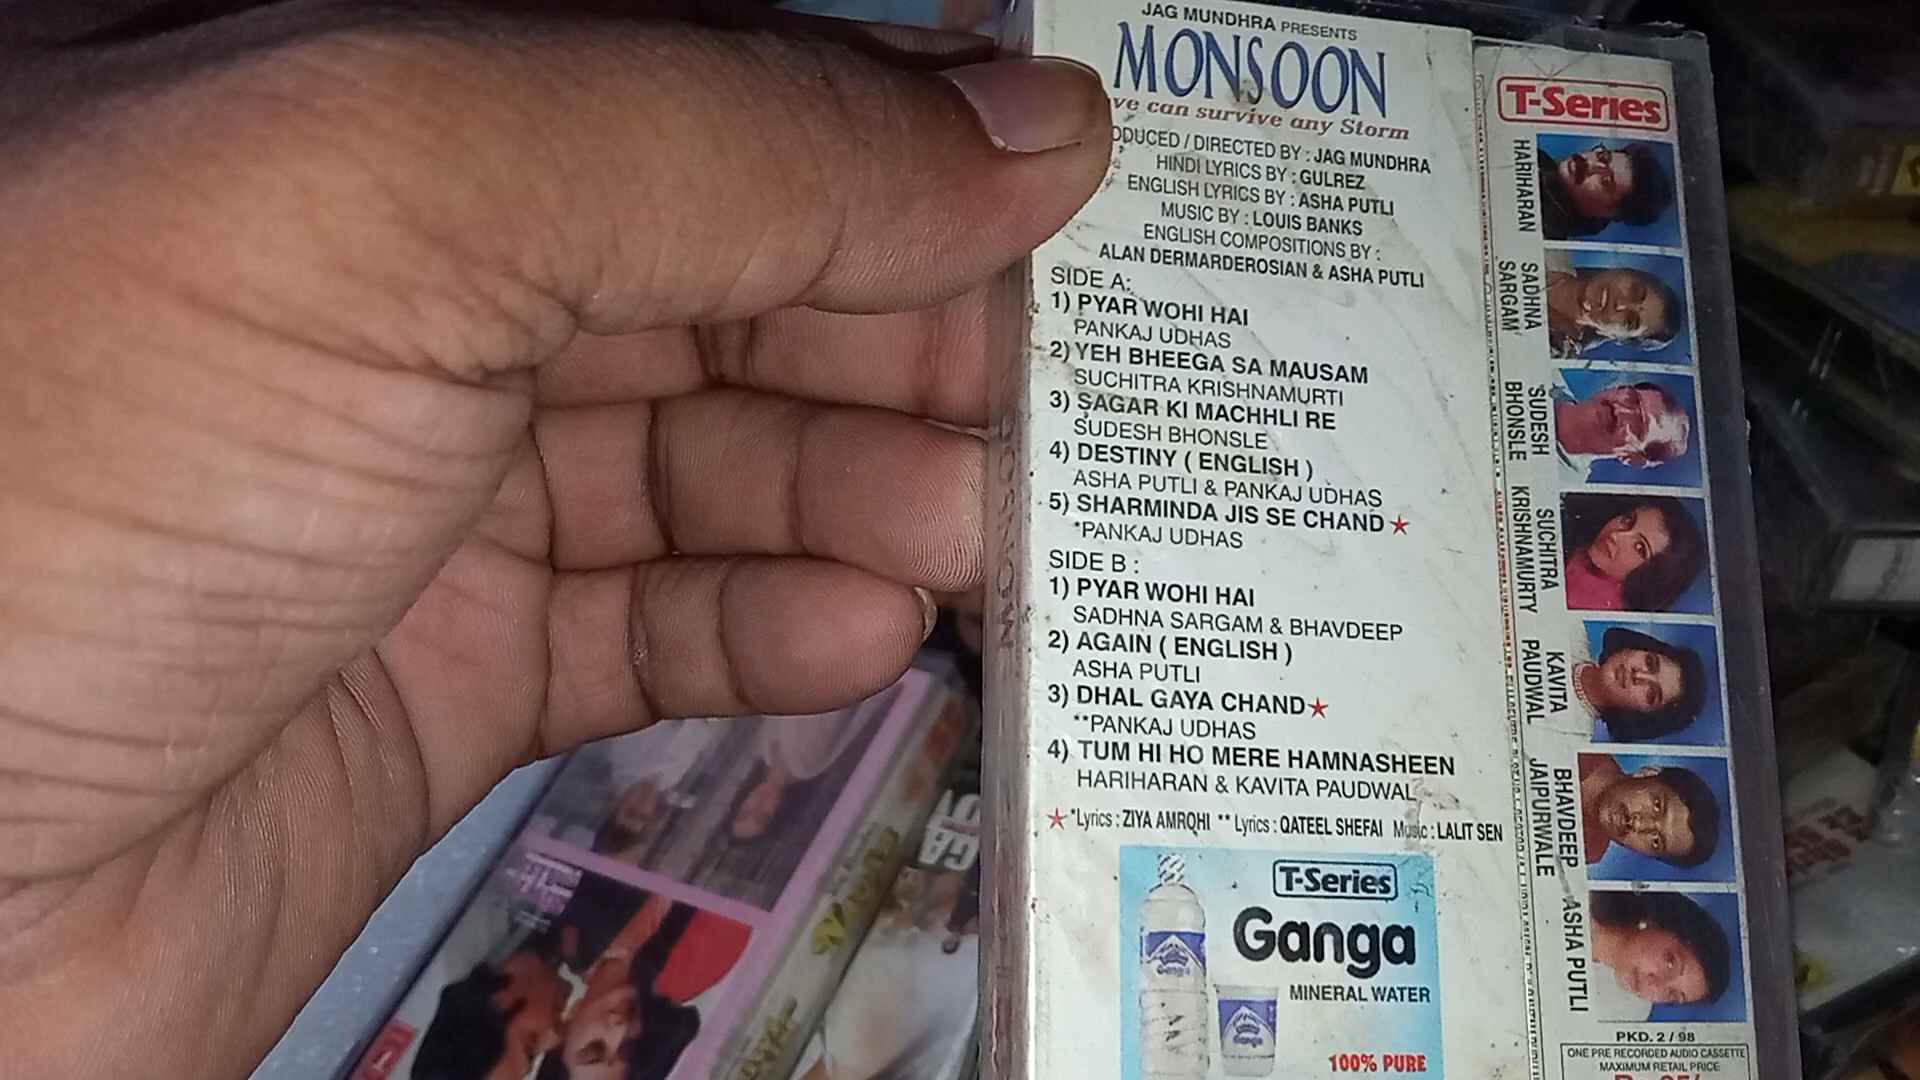 JAG MUNDHRA PRESENTS
MONSOON
ve can survive any Storm
ODUCED / DIRECTED BY : JAG MUNDHRA
HINDI LYRICS BY : GULREZ
ENGLISH LYRICS BY : ASHA PUTLI
MUSIC BY : LOUIS BANKS
ENGLISH COMPOSITIONS BY :
ALAN DERMARDEROSIAN & ASHA PUTLI
SIDE A:
1) PYAR WOHI HAI
PANKAJ UDHAS
2) YEH BHEEGA SA MAUSAM
SUCHITRA KRISHNAMURTI
3) SAGAR KI MACHHLI RE
SUDESH BHONSLE
4) DESTINY ( ENGLISH )
ASHA PUTLI & PANKAJ UDHAS
5) SHARMINDA JIS SE CHAND ★
*PANKAJ UDHAS
SIDE B :
1) PYAR WOHI HAI
SADHNA SARGAM & BHAVDEEP
2) AGAIN ( ENGLISH )
ASHA PUTLI
3) DHAL GAYA CHAND★
**PANKAJ UDHAS
4) TUM HI HO MERE HAMNASHEEN
HARIHARAN & KAVITA PAUDWAL
★ *Lyrics : ZIYA AMROHI ** Lyrics : QATEEL SHEFAI Music : LALIT SEN
T-Series
Ganga
MINERAL WATER
100% PURE
T-Series
HARIHARAN
SADHNA
SARGAM
SUDESH
BHONSLE
SUCHITRA
KRISHNAMURTY
KAVITA
PAUDWAL
BHAVDEEP
JAIPURWALE
ASHA PUTLI
PKD. 2 / 98
ONE PRE RECORDED AUDIO CASSETTE
MAXIMUM RETAIL PRICE